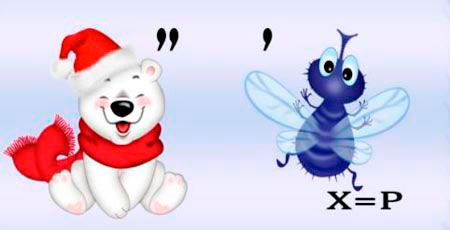 ,, ,
X=P